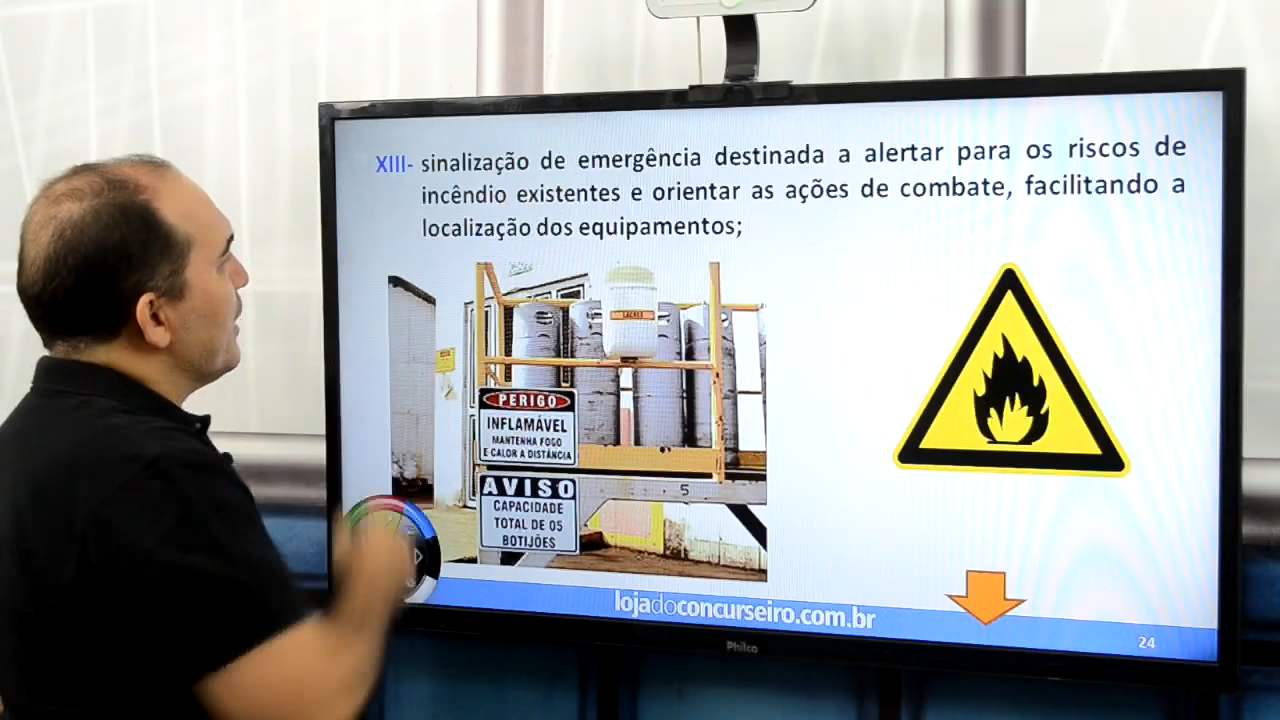 XIII- sinalização de emergência destinada a alertar para os riscos de
incêndio existentes e orientar as ações de combate, facilitando a
localização dos equipamentos;
PERIGO
INFLAMÁVEL
MANTENHA FOGO
E CALOR A DISTÂNCIA
AVISO
CAPACIDADE
TOTAL DE 05
BOTIJÕES
5
lojadoconcurseiro.com.br
24
Philco